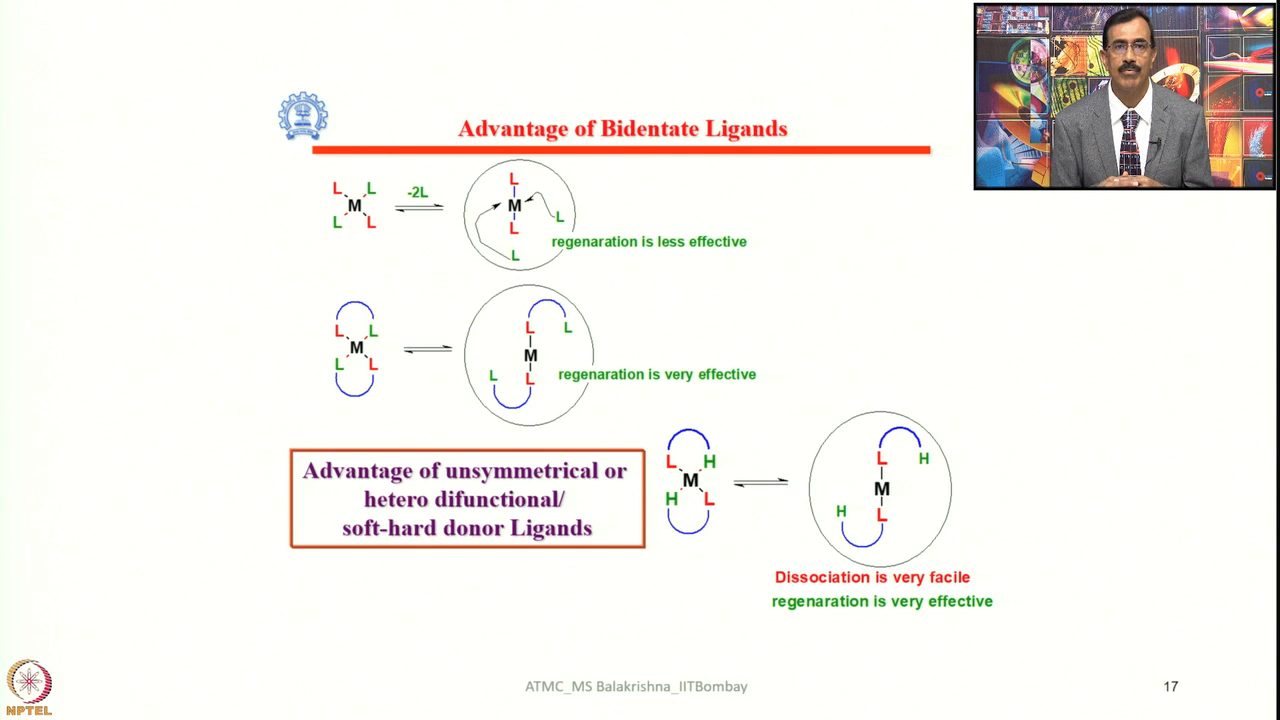 Advantage of Bidentate Ligands
L L
M
L L
-2L
L
M
L
L
L
regenaration is less effective
L L
M
L L
L L
M
L L
regenaration is very effective
Advantage of unsymmetrical or
hetero difunctional/
soft-hard donor Ligands
L H
M
H L
L H
M
H L
Dissociation is very facile
regenaration is very effective
NPTEL
ATMC_MS Balakrishna_IITBombay
17